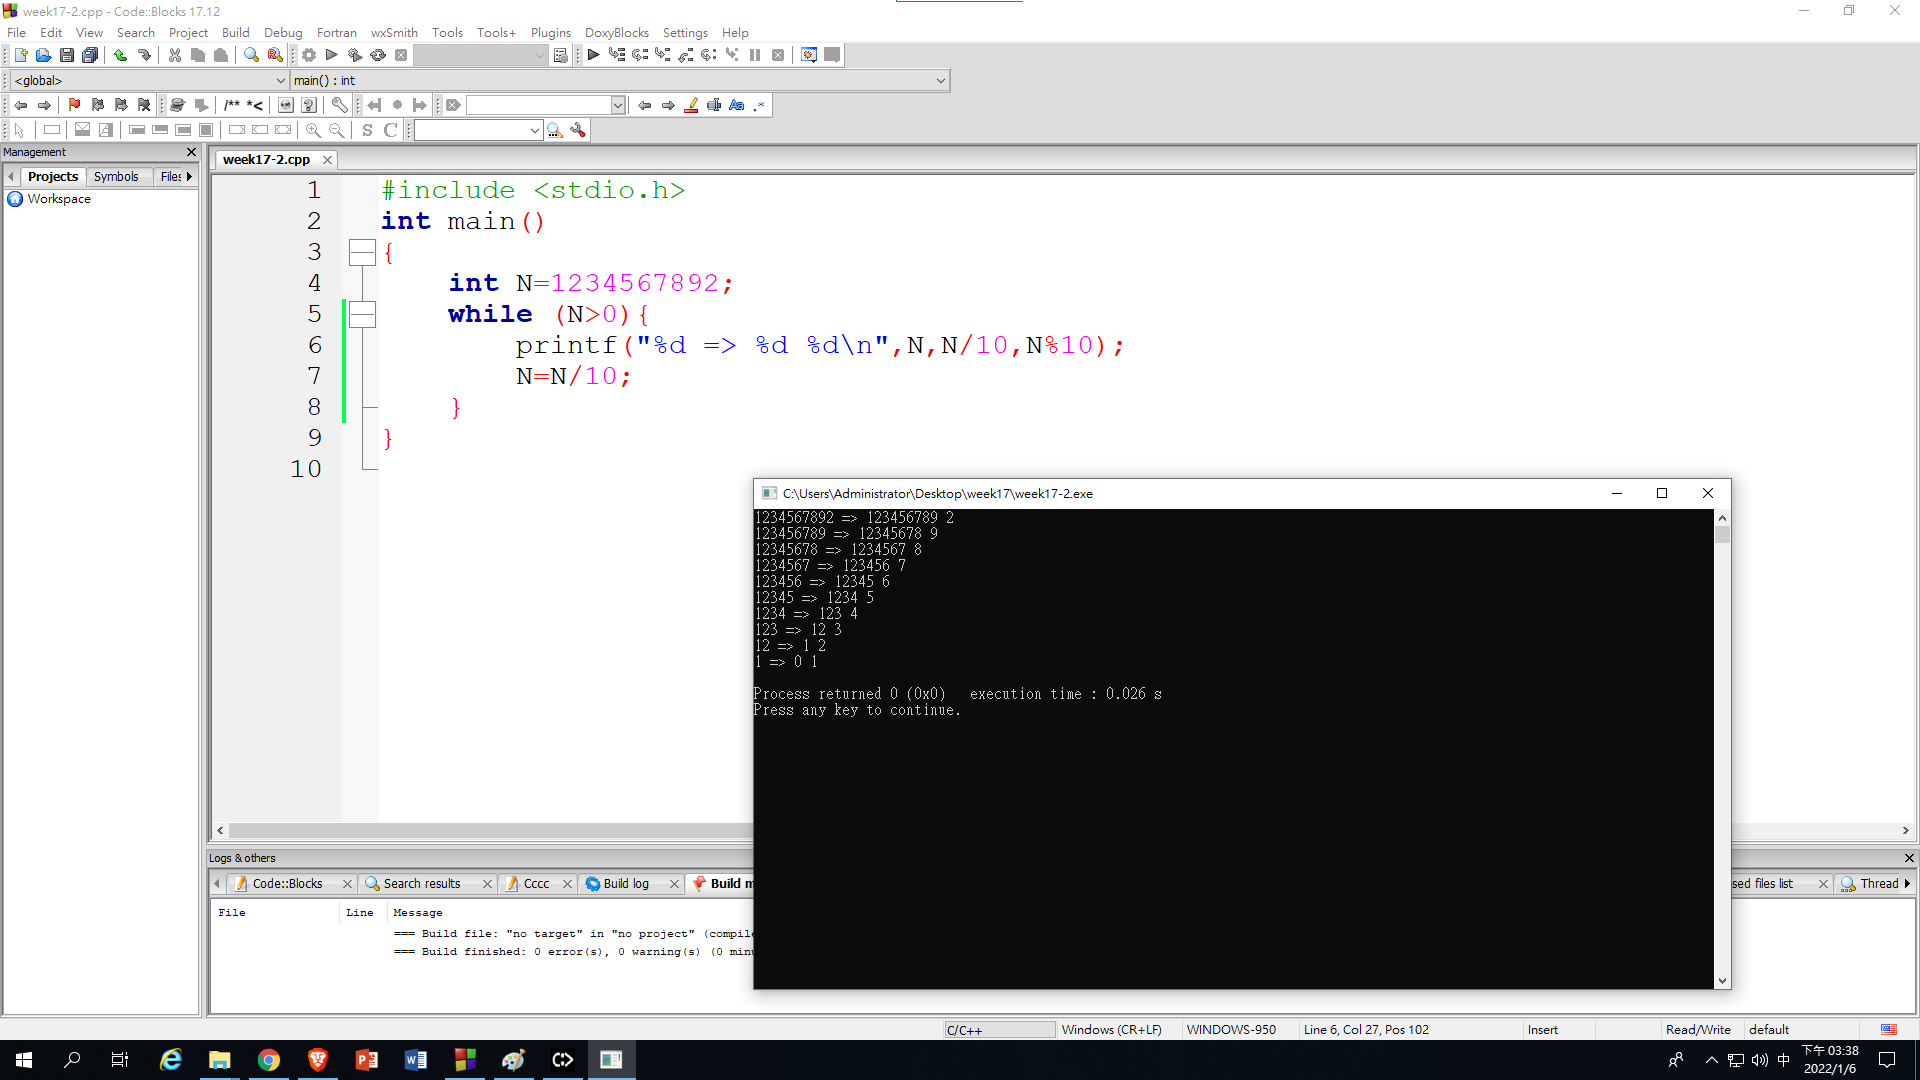 week17-2.cpp - Code::Blocks 17.12
File Edit View Search Project Build Debug Fortran wxSmith Tools Tools+ Plugins DoxyBlocks Settings Help
<global> main() : int
/** *<
S C
Management
Projects Symbols Files
Workspace
week17-2.cpp
1 #include <stdio.h>
2 int main()
3 {
4 int N=1234567892;
5 while (N>0){
6 printf("%d => %d %d\n",N,N/10,N%10);
7 N=N/10;
8 }
9 }
10
C:\Users\Administrator\Desktop\week17\week17-2.exe
1234567892 => 123456789 2
123456789 => 12345678 9
12345678 => 1234567 8
1234567 => 123456 7
123456 => 12345 6
12345 => 1234 5
1234 => 123 4
123 => 12 3
12 => 1 2
1 => 0 1
Process returned 0 (0x0) execution time : 0.026 s
Press any key to continue.
Logs & others
Code::Blocks Search results Cccc Build log Build m sed files list Thread
File Line Message
=== Build file: "no target" in "no project" (compile
=== Build finished: 0 error(s), 0 warning(s) (0 minu
C/C++ Windows (CR+LF) WINDOWS-950 Line 6, Col 27, Pos 102 Insert Read/Write default
中 下午 03:38
2022/1/6